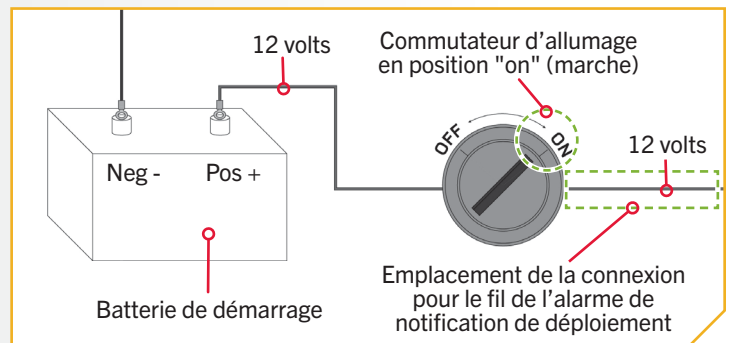 12 volts
Commutateur d'allumage
en position "on" (marche)
OFF
ON
12 volts
Neg -
Pos +
Batterie de démarrage
Emplacement de la connexion
pour le fil de l'alarme de
notification de déploiement